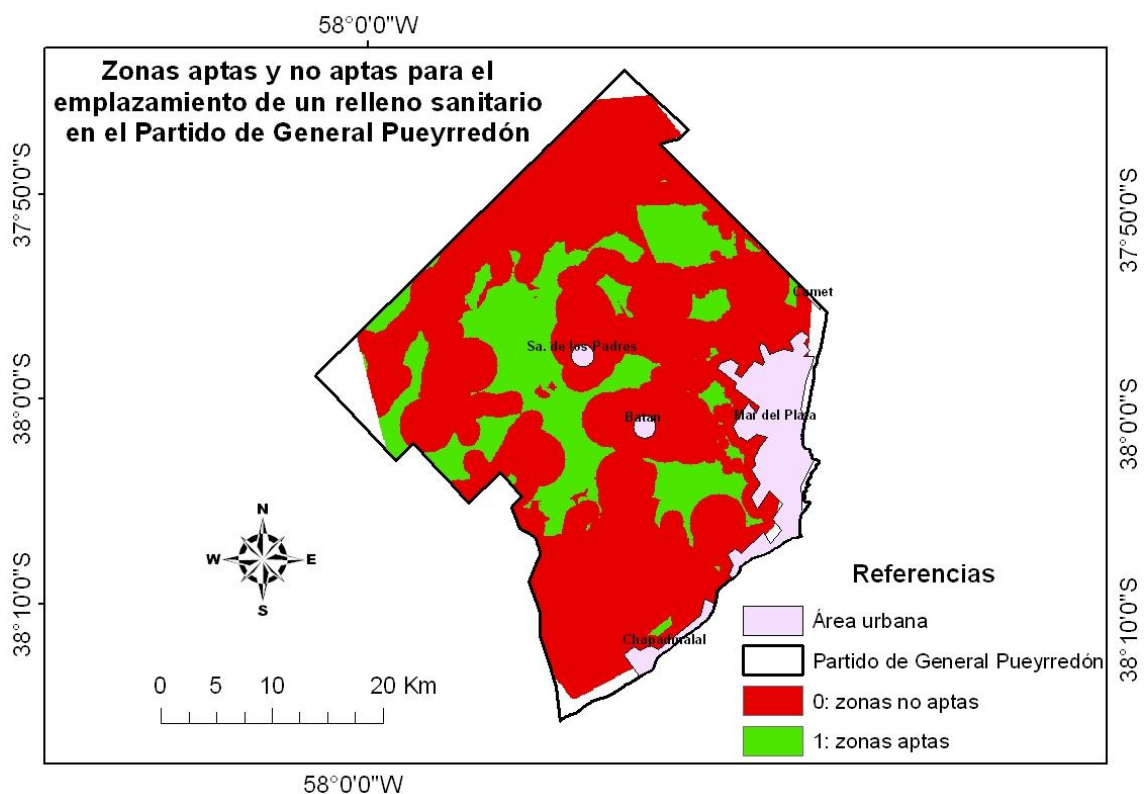 58°0'0"W
Zonas aptas y no aptas para el
emplazamiento de un relleno sanitario
en el Partido de General Pueyrredón
37°50'0"S
37°50'0"S
Camet
Sa. de los Padres
38°0'0"S
Batan
Mar del Plata
38°0'0"S
N
W
E
S
Referencias
38°10'0"S
Área urbana
38°10'0"S
Chapadmalal
Partido de General Pueyrredón
0 5 10 20 Km
0: zonas no aptas
1: zonas aptas
58°0'0"W